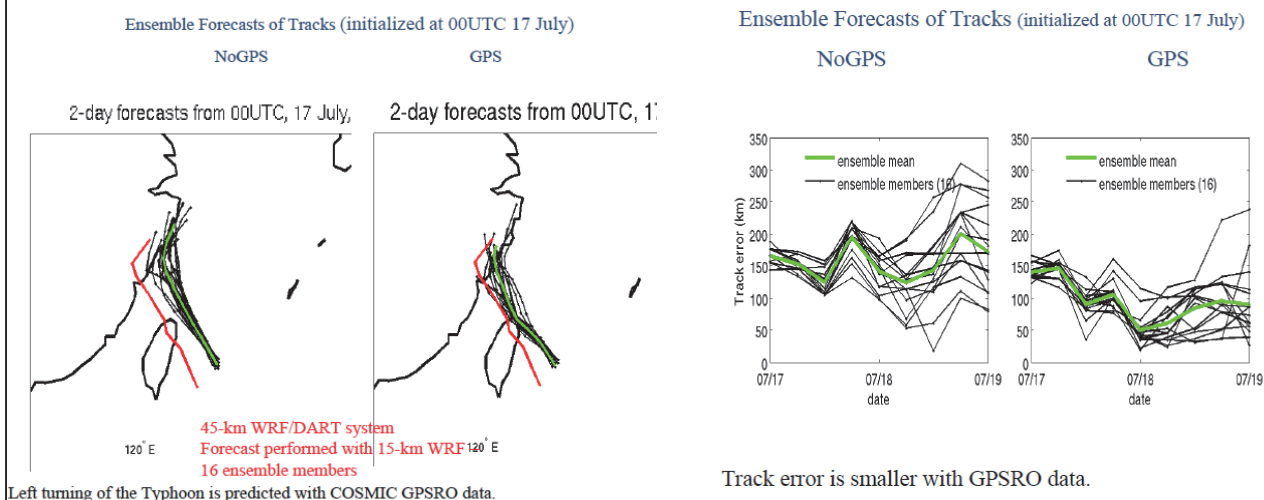 Ensemble Forecasts of Tracks (initialized at 00UTC 17 July)
NoGPS GPS
2-day forecasts from 00UTC, 17 July,
2-day forecasts from 00UTC, 17
120°E
120°E
45-km WRF/DART system
Forecast performed with 15-km WRF
16 ensemble members
Left turning of the Typhoon is predicted with COSMIC GPSRO data.
Ensemble Forecasts of Tracks (initialized at 00UTC 17 July)
NoGPS GPS
Track error (km)
350
300
250
200
150
100
50
0
ensemble mean
ensemble members (16)
07/17 07/18 07/19
date
350
300
250
200
150
100
50
0
ensemble mean
ensemble members (16)
07/17 07/18 07/19
date
Track error is smaller with GPSRO data.